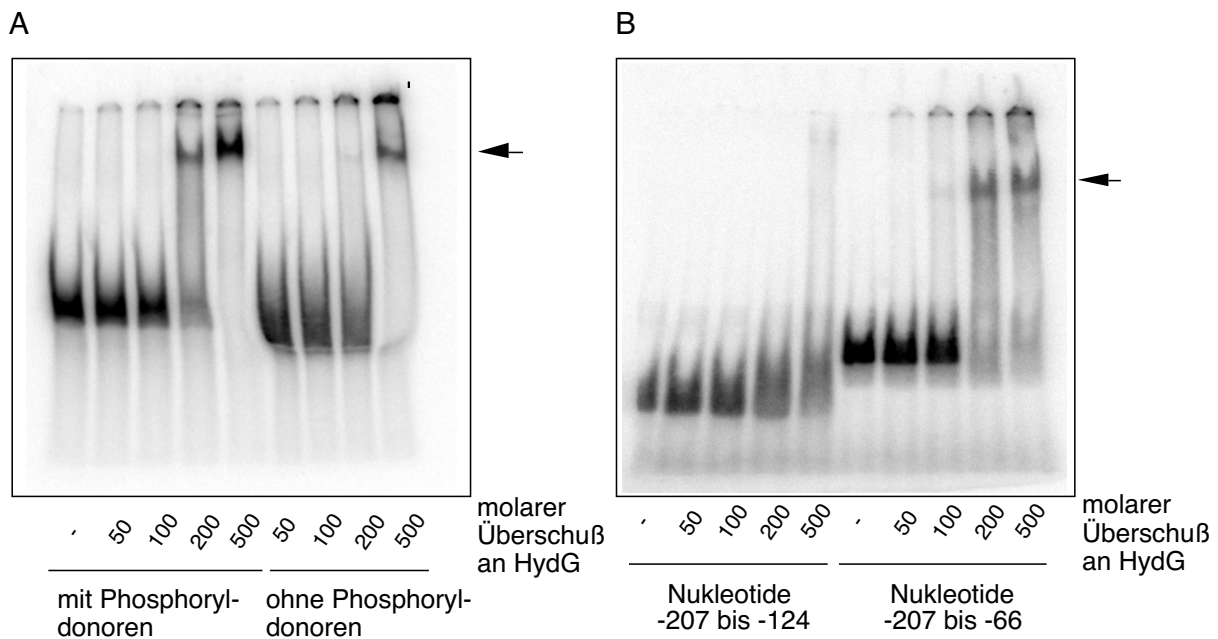 A
B
- 50 100 200 500 50 100 200 500
molarer
Überschuß
an HydG
mit Phosphoryl-
donoren
ohne Phosphoryl-
donoren
- 50 100 200 500 - 50 100 200 500
molarer
Überschuß
an HydG
Nukleotide
-207 bis -124
Nukleotide
-207 bis -66